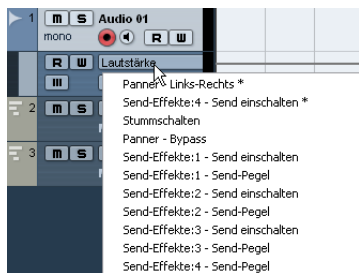 1 m S Audio 01
mono R W
R W Lautstärke
Panner - Links-Rechts *
Send-Effekte:4 - Send einschalten *
Stummschalten
Panner - Bypass
2 m S
Send-Effekte:1 - Send einschalten
Send-Effekte:1 - Send-Pegel
3 m S
Send-Effekte:2 - Send einschalten
Send-Effekte:2 - Send-Pegel
Send-Effekte:3 - Send einschalten
Send-Effekte:3 - Send-Pegel
Send-Effekte:4 - Send-Pegel